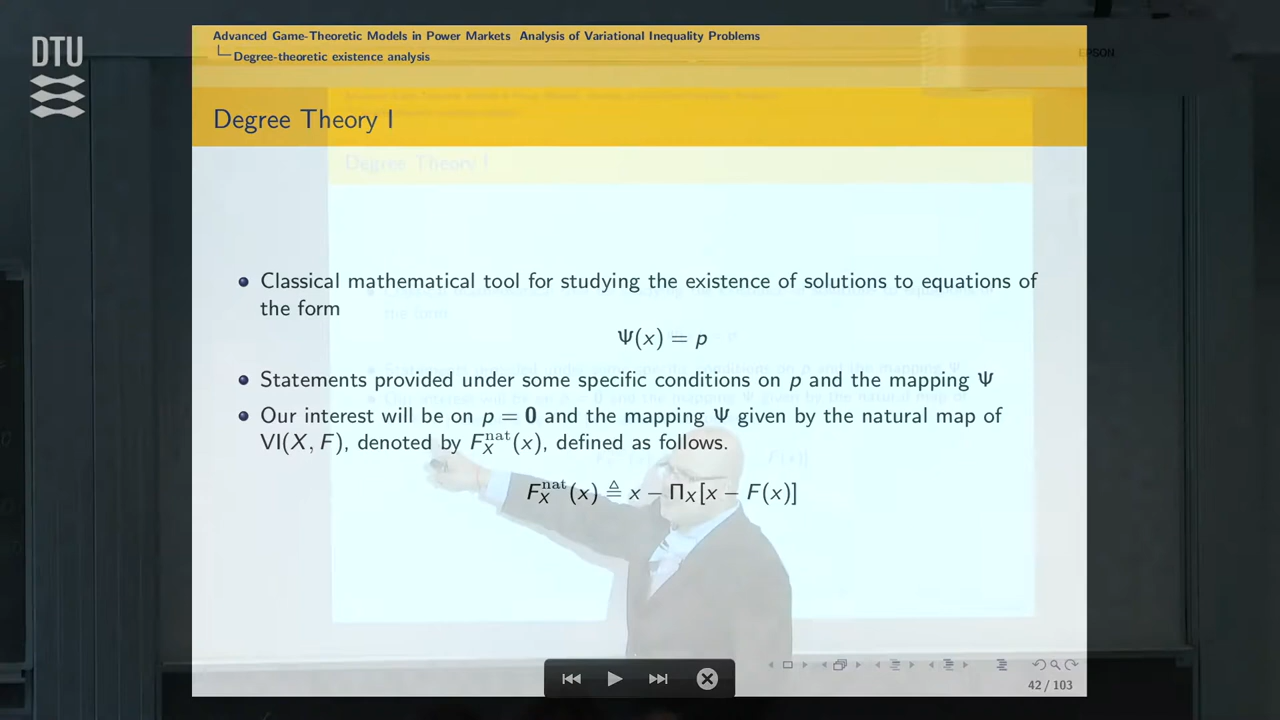 DTU
Advanced Game-Theoretic Models in Power Markets Analysis of Variational Inequality Problems
Degree-theoretic existence analysis
EPSON
Degree Theory I
Degree Theory I
Classical mathematical tool for studying the existence of solutions to equations of
the form
Ψ(x) = p
Statements provided under some specific conditions on p and the mapping Ψ
Our interest will be on p = 0 and the mapping Ψ given by the natural map of
VI(X, F), denoted by F_X^nat(x), defined as follows.
F_X^nat(x) ≜ x − Π_X[x − F(x)]
42 / 103